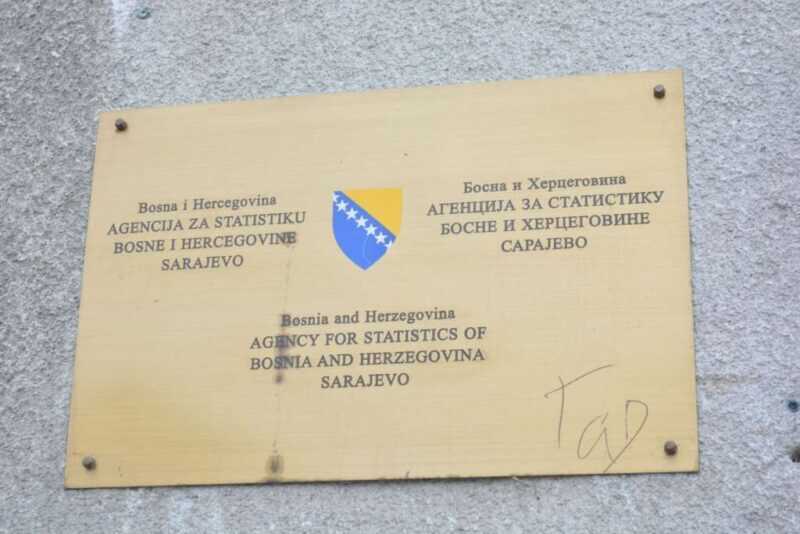 Bosna i Hercegovina
AGENCIJA ZA STATISTIKU
BOSNE I HERCEGOVINE
SARAJEVO
Босна и Херцеговина
АГЕНЦИЈА ЗА СТАТИСТИКУ
БОСНЕ И ХЕРЦЕГОВИНЕ
САРАЈЕВО
Bosnia and Herzegovina
AGENCY FOR STATISTICS OF
BOSNIA AND HERZEGOVINA
SARAJEVO